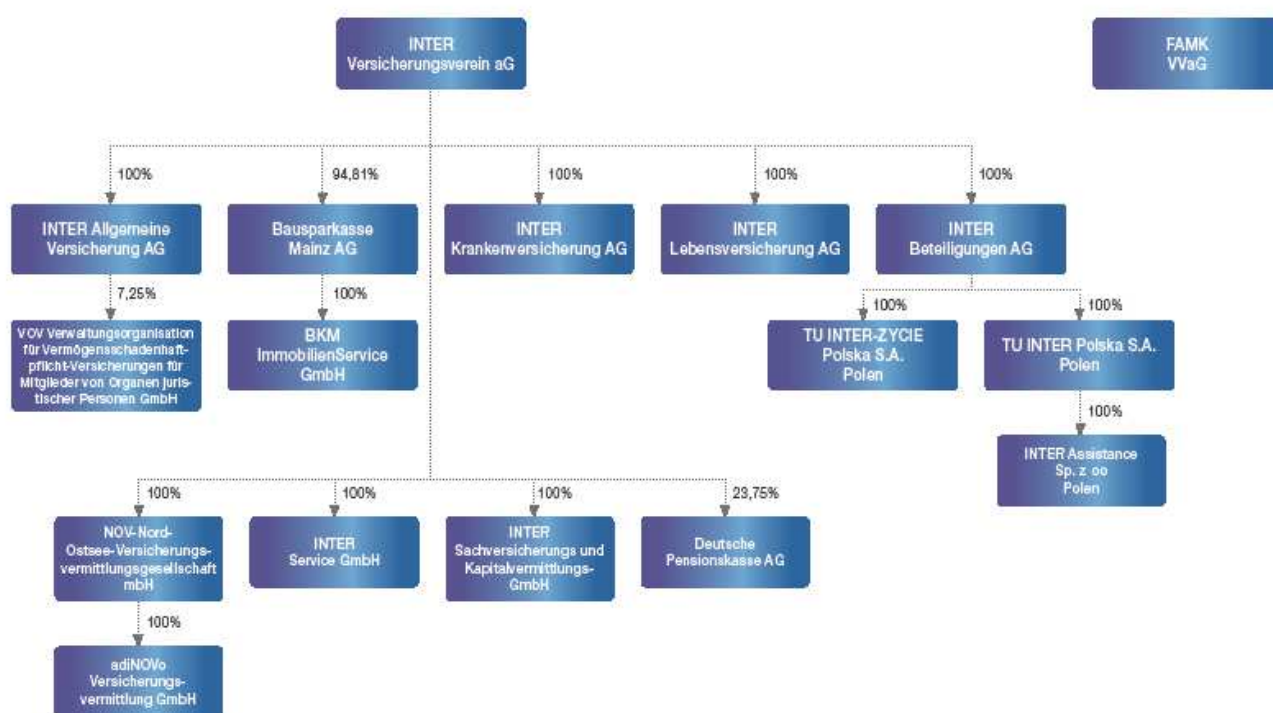 INTER
Versicherungsverein aG
FAMK
VVaG
100%
94,81%
100%
100%
100%
INTER Allgemeine
Versicherung AG
Bausparkasse
Mainz AG
INTER
Krankenversicherung AG
INTER
Lebensversicherung AG
INTER
Beteiligungen AG
7,25%
100%
100%
100%
VOV Verwaltungsorganisation
für Vermögensschadenhaft-
pflicht-Versicherungen für
Mitglieder von Organen juris-
tischer Personen GmbH
BKM
ImmobilienService
GmbH
TU INTER-ZYCIE
Polska S.A.
Polen
TU INTER Polska S.A.
Polen
100%
INTER Assistance
Sp. z oo
Polen
100%
100%
100%
23,75%
NOV-Nord-
Ostsee-Versicherungs-
vermittlungsgesellschaft
mbH
INTER
Service GmbH
INTER
Sachversicherungs und
Kapitalvermittlungs-
GmbH
Deutsche
Pensionskasse AG
100%
adiNOVo
Versicherungs-
vermittlung GmbH